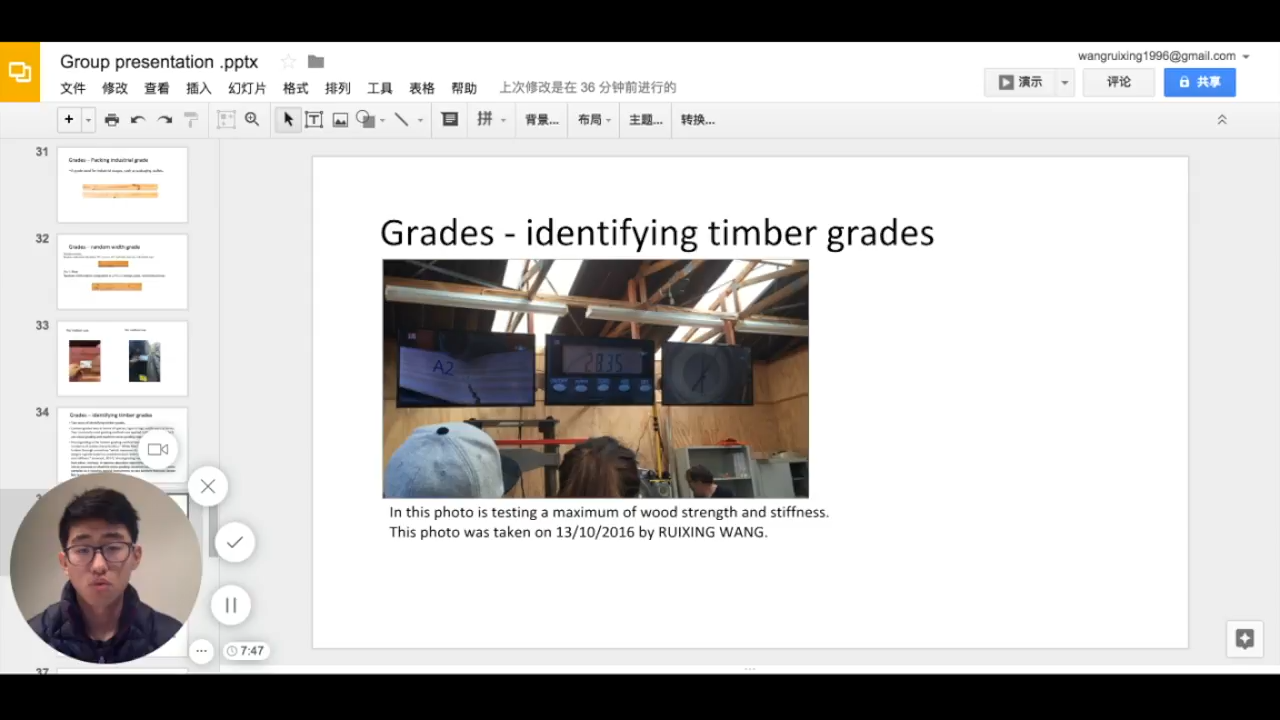 Group presentation .pptx
wangruixing1996@gmail.com
文件 修改 查看 插入 幻灯片 格式 排列 工具 表格 帮助 上次修改是在 36 分钟前进行的
演示 评论 共享
拼 背景... 布局 主题... 转换...
31
Grades – Packing industrial grade
32
Grades – random width grade
33
34
Grades – identifying timber grades
37
Grades - identifying timber grades
A2
2835
In this photo is testing a maximum of wood strength and stiffness.
This photo was taken on 13/10/2016 by RUIXING WANG.
7:47